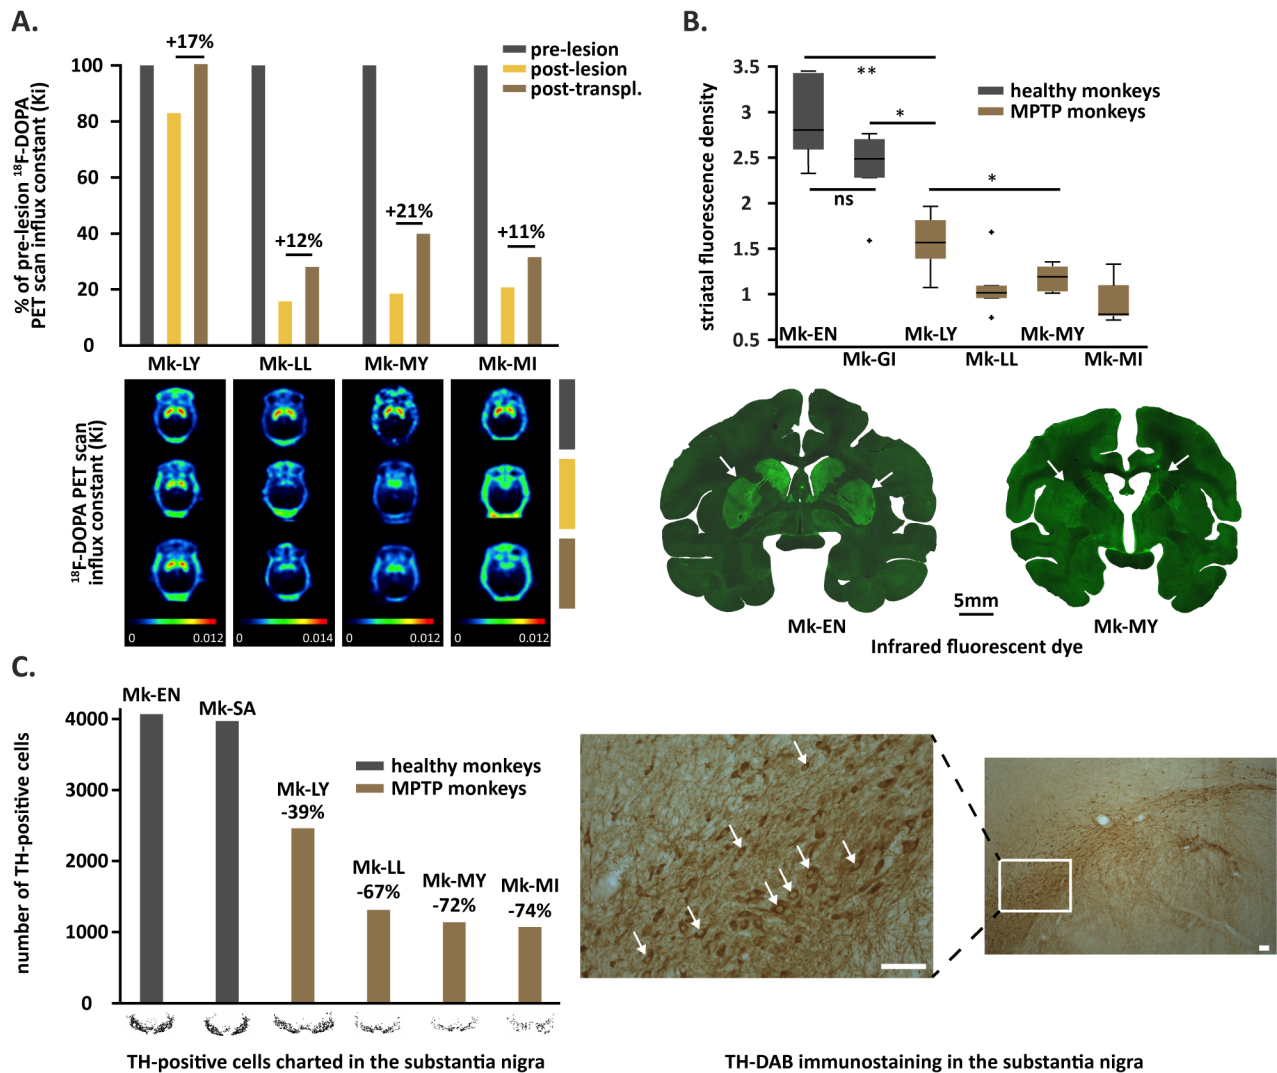 A.
+17%
pre-lesion
post-lesion
post-transpl.
% of pre-lesion ¹⁸F-DOPA
PET scan influx constant (Ki)
100
80
60
40
20
0
+12%
+21%
+11%
Mk-LY
Mk-LL
Mk-MY
Mk-MI
¹⁸F-DOPA PET scan
influx constant (Ki)
0 0.012
0 0.014
0 0.012
0 0.012
B.
striatal fluorescence density
3.5
3
2.5
2
1.5
1
0.5
**
*
*
ns
healthy monkeys
MPTP monkeys
Mk-EN
Mk-GI
Mk-LY
Mk-LL
Mk-MY
Mk-MI
Mk-EN
5mm
Mk-MY
Infrared fluorescent dye
C.
number of TH-positive cells
4000
3000
2000
1000
0
Mk-EN
Mk-SA
healthy monkeys
MPTP monkeys
Mk-LY
-39%
Mk-LL
-67%
Mk-MY
-72%
Mk-MI
-74%
TH-positive cells charted in the substantia nigra
TH-DAB immunostaining in the substantia nigra